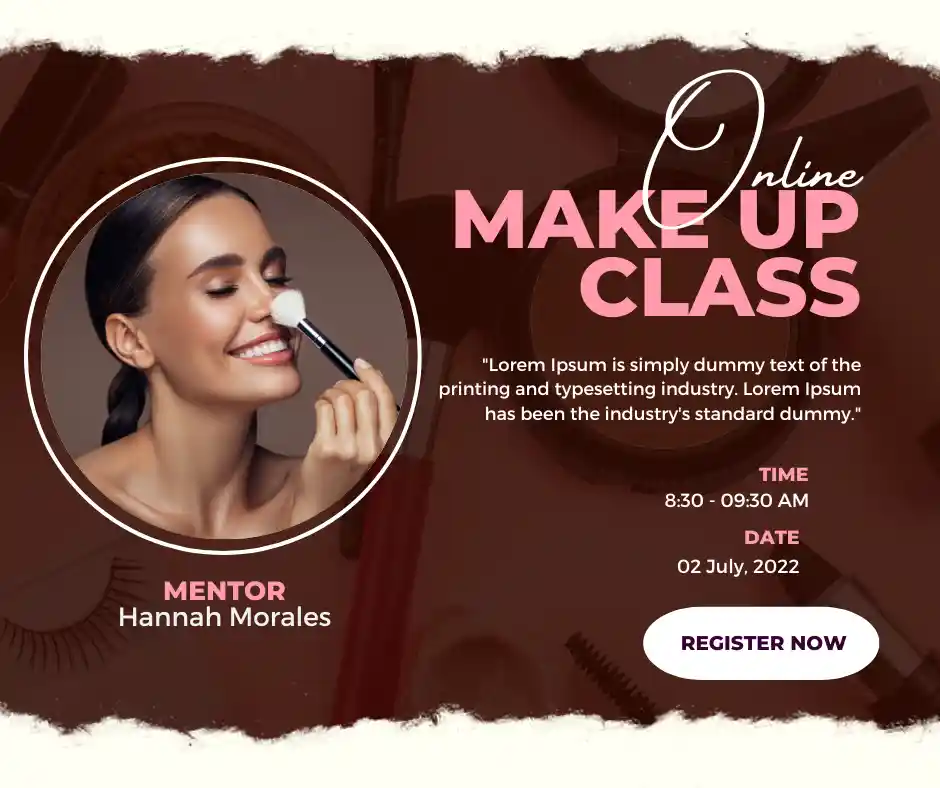 Online
MAKE UP
CLASS
"Lorem Ipsum is simply dummy text of the
printing and typesetting industry. Lorem Ipsum
has been the industry's standard dummy."
TIME
8:30 - 09:30 AM
DATE
02 July, 2022
REGISTER NOW
MENTOR
Hannah Morales